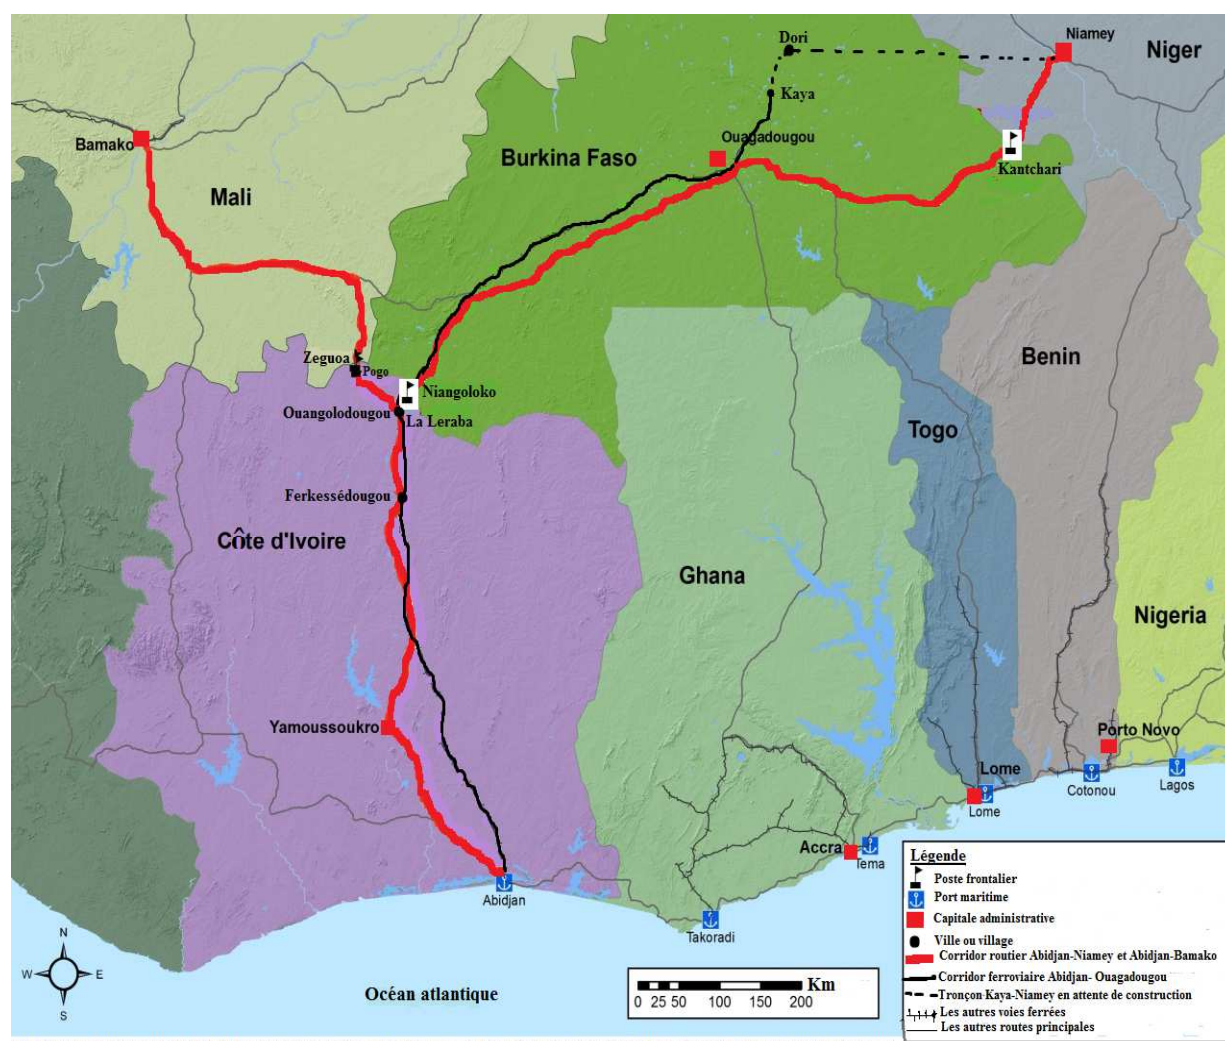 Dori
Niamey
Niger
Kaya
Bamako
Ouagadougou
Burkina Faso
Kantchari
Mali
Zeguoa
Pogo
Niangoloko
Benin
Ouangolodougou
La Leraba
Togo
Ferkessédougou
Côte d'Ivoire
Ghana
Nigeria
Yamoussoukro
Porto Novo
Lome
Cotonou
Lagos
Lome
Accra
Tema
Abidjan
Takoradi
Légende
Poste frontalier
Port maritime
Capitale administrative
Ville ou village
Corridor routier Abidjan-Niamey et Abidjan-Bamako
Corridor ferroviaire Abidjan- Ouagadougou
Tronçon Kaya-Niamey en attente de construction
Les autres voies ferrées
Les autres routes principales
N
W E
S
Océan atlantique
Km
0 25 50 100 150 200